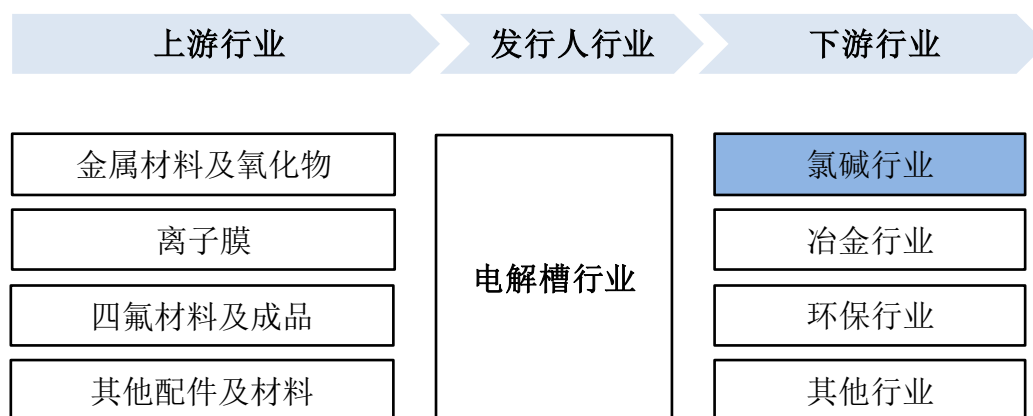 上游行业
发行人行业
下游行业
金属材料及氧化物
离子膜
四氟材料及成品
其他配件及材料
电解槽行业
氯碱行业
冶金行业
环保行业
其他行业